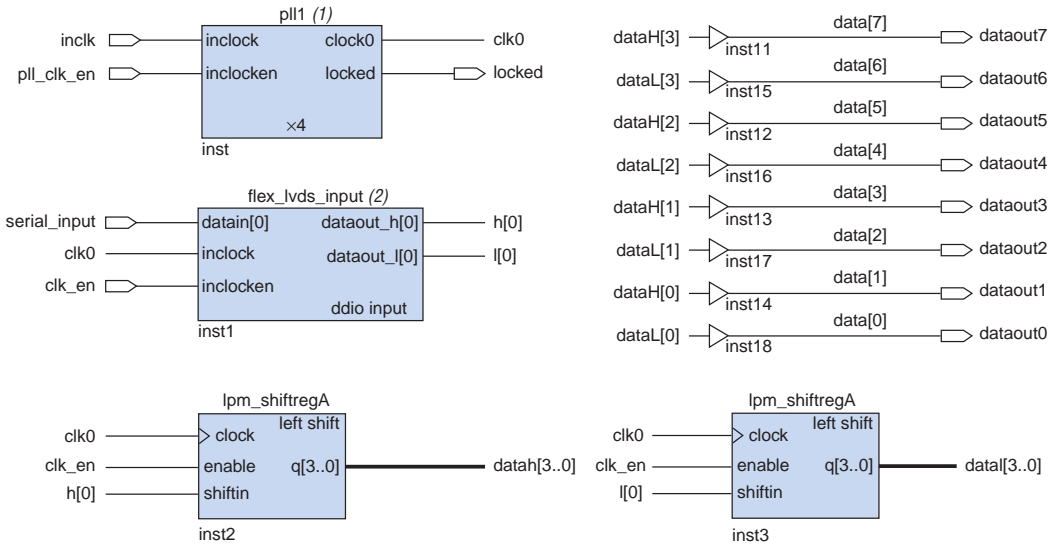 pll1 (1)
inclk inclock clock0 clk0
pll_clk_en inclocken locked locked
×4
inst
flex_lvds_input (2)
serial_input datain[0] dataout_h[0] h[0]
clk0 inclock dataout_l[0] l[0]
clk_en inclocken
ddio input
inst1
dataH[3] inst11 data[7] dataout7
dataL[3] inst15 data[6] dataout6
dataH[2] inst12 data[5] dataout5
dataL[2] inst16 data[4] dataout4
dataH[1] inst13 data[3] dataout3
dataL[1] inst17 data[2] dataout2
dataH[0] inst14 data[1] dataout1
dataL[0] inst18 data[0] dataout0
lpm_shiftregA
left shift
clk0 clock
clk_en enable q[3..0] datah[3..0]
h[0] shiftin
inst2
lpm_shiftregA
left shift
clk0 clock
clk_en enable q[3..0] datal[3..0]
l[0] shiftin
inst3